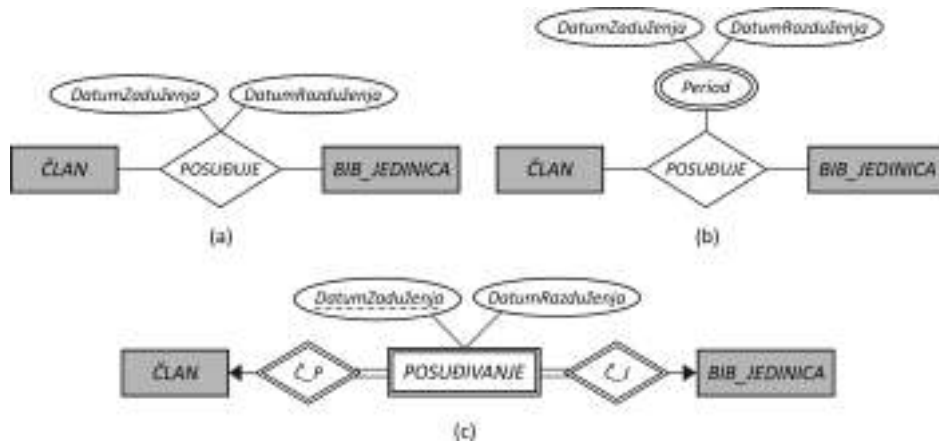 DatumZaduženja DatumRazduženja
ČLAN POSUĐUJE BIB_JEDINICA
(a)
DatumZaduženja DatumRazduženja
Period
ČLAN POSUĐUJE BIB_JEDINICA
(b)
DatumZaduženja DatumRazduženja
ČLAN Č_P POSUĐIVANJE Č_J BIB_JEDINICA
(c)